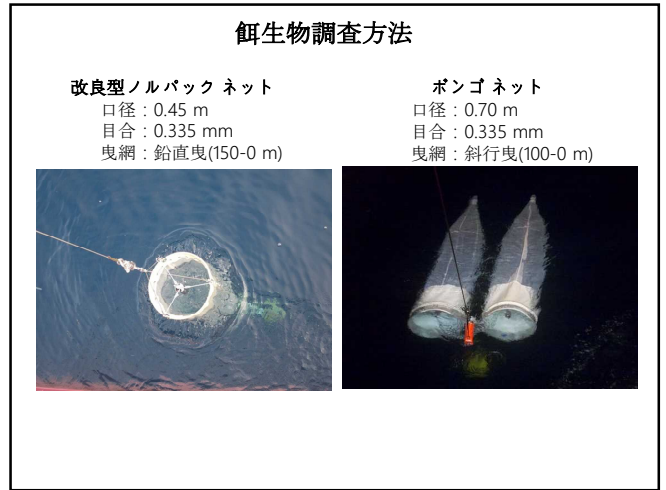 餌生物調査方法
改良型ノルパック ネット
口径：0.45 m
目合：0.335 mm
曳網：鉛直曳(150-0 m)
ボンゴ ネット
口径：0.70 m
目合：0.335 mm
曳網：斜行曳(100-0 m)